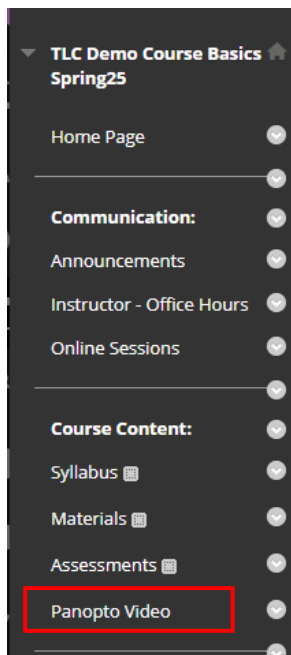 TLC Demo Course Basics
Spring25
Home Page
Communication:
Announcements
Instructor - Office Hours
Online Sessions
Course Content:
Syllabus
Materials
Assessments
Panopto Video